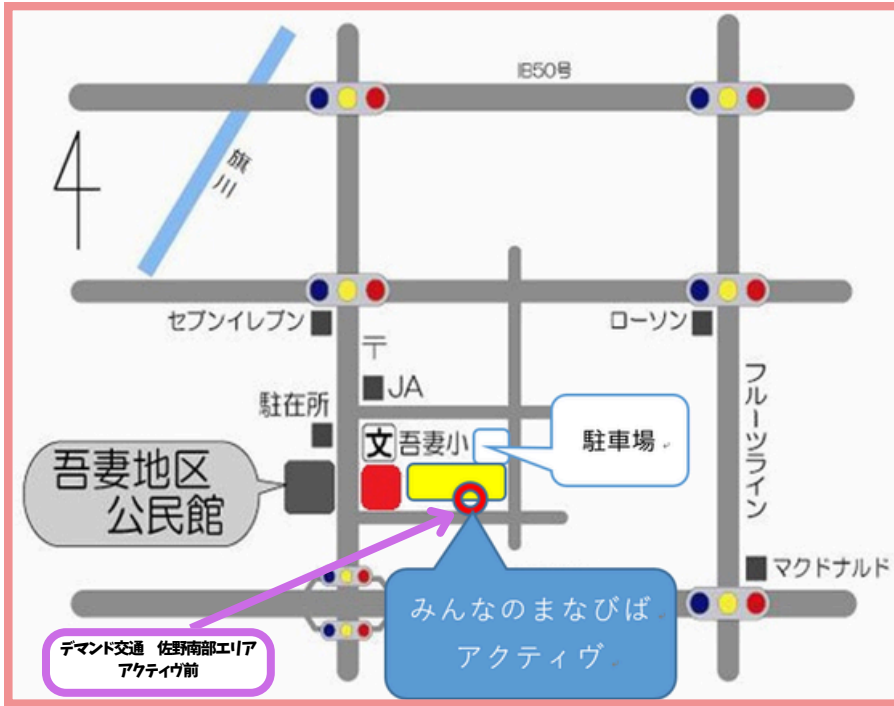 旧50号
旗川
セブンイレブン
ローソン
〒
JA
フルーツライン
駐在所
文 吾妻小
駐車場
吾妻地区
公民館
マクドナルド
みんなのまなびば
アクティヴ
デマンド交通 佐野南部エリア
アクティヴ前